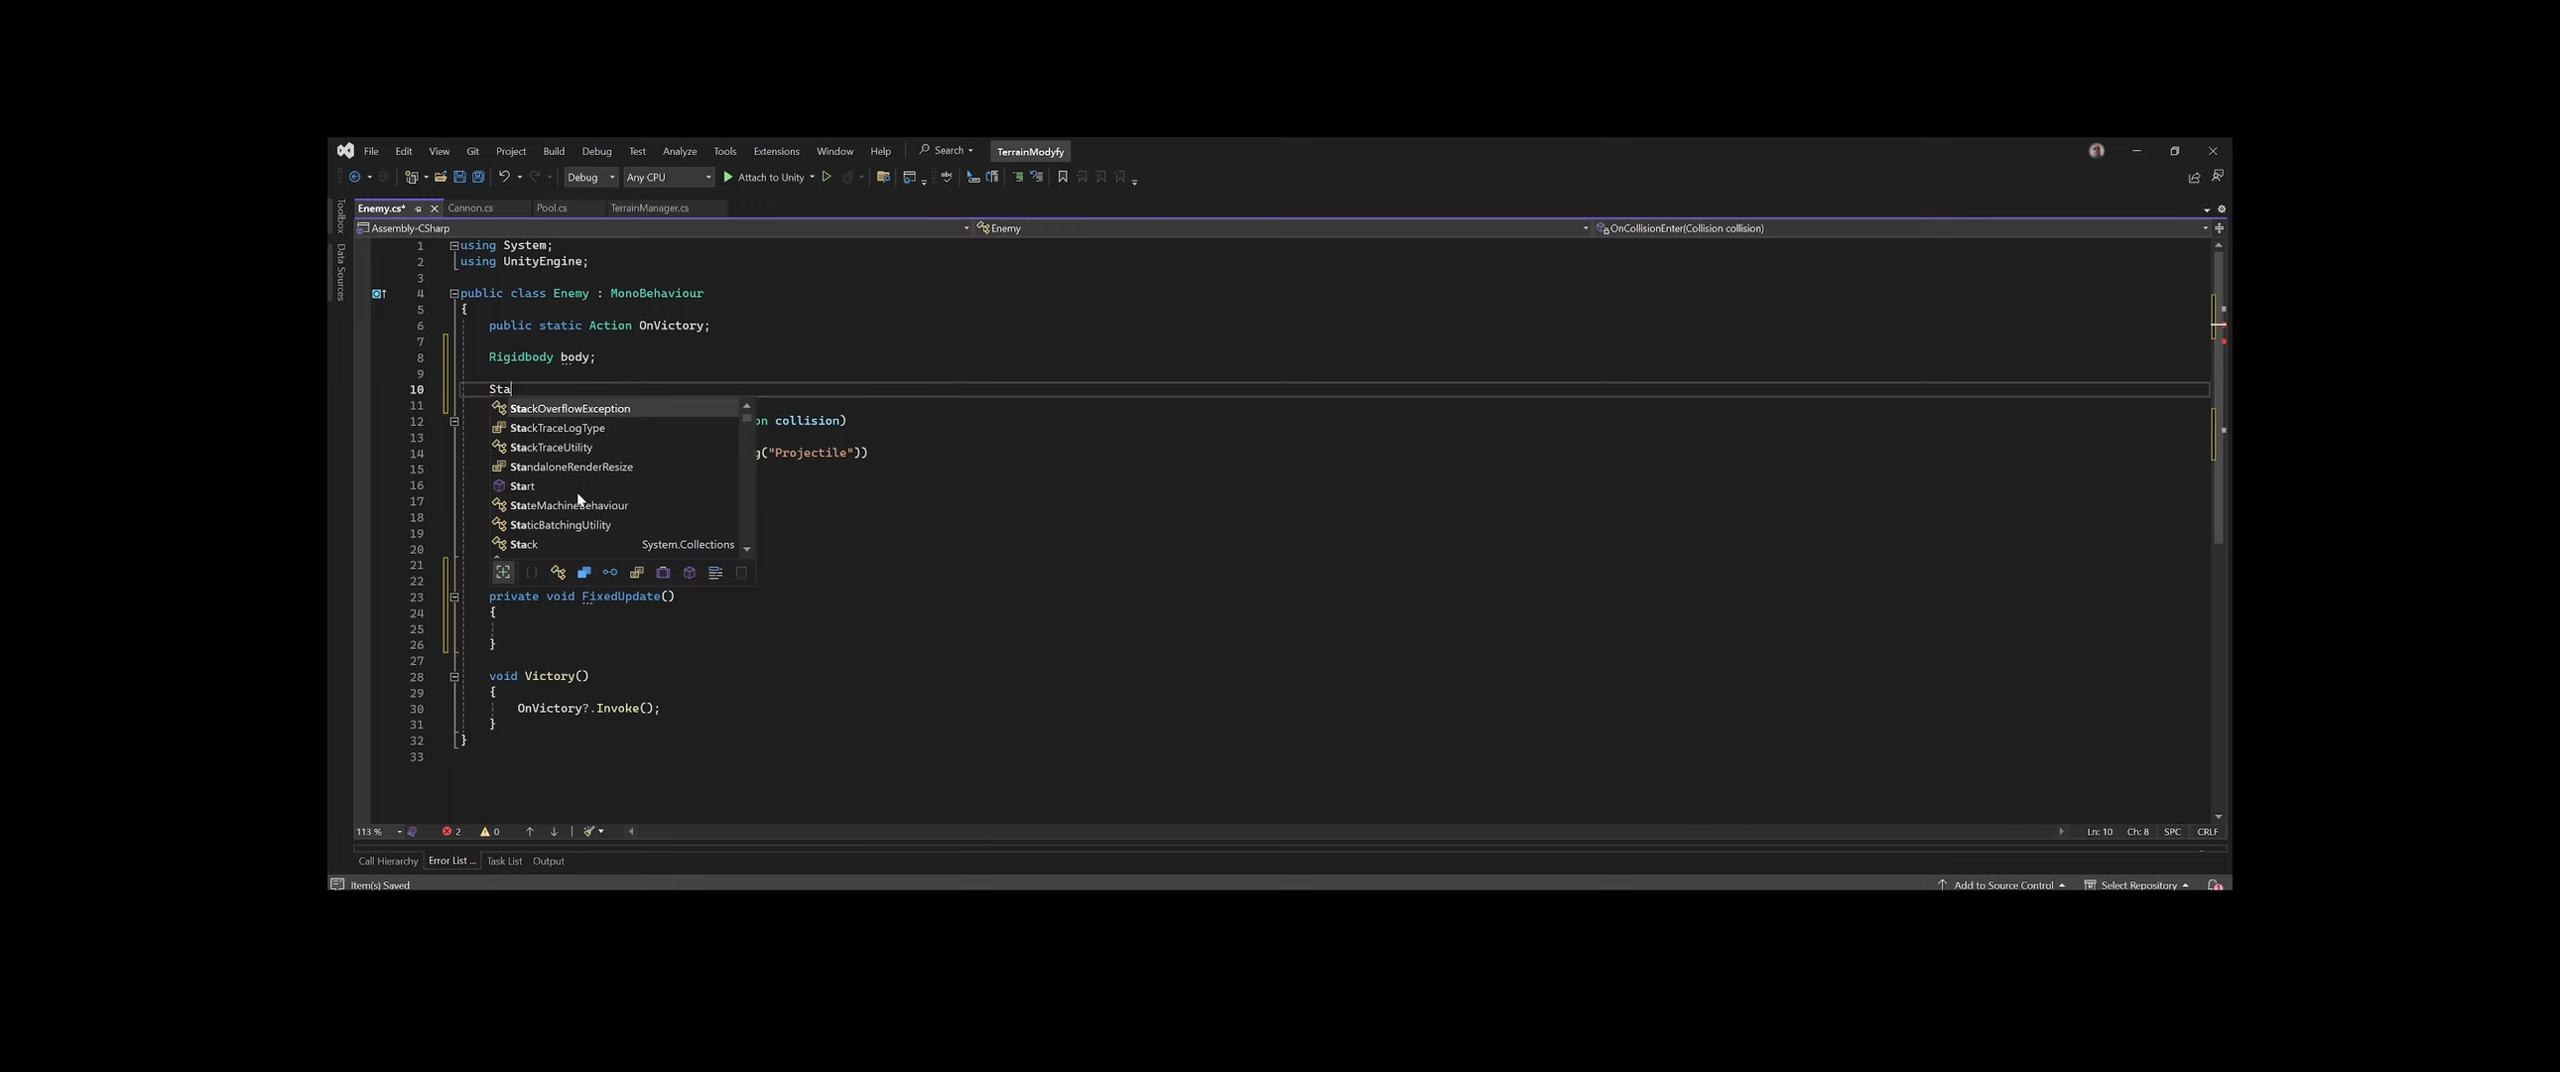 File Edit View Git Project Build Debug Test Analyze Tools Extensions Window Help Search TerrainModyfy
Debug Any CPU Attach to Unity
Enemy.cs* Cannon.cs Pool.cs TerrainManager.cs
Assembly-CSharp Enemy OnCollisionEnter(Collision collision)
Toolbox
Data Sources
1 using System;
2 using UnityEngine;
3
4 public class Enemy : MonoBehaviour
5 {
6 public static Action OnVictory;
7
8 Rigidbody body;
9
10 Sta
11 StackOverflowException
12 on collision)
StackTraceLogType
13 StackTraceUtility
14 g("Projectile"))
15 StandaloneRenderResize
16 Start
17 StateMachineBehaviour
18 StaticBatchingUtility
19
20 Stack System.Collections
21
22
23 private void FixedUpdate()
24 {
25
26 }
27
28 void Victory()
29 {
30 OnVictory?.Invoke();
31 }
32 }
33
113 % 2 0 Ln: 10 Ch: 8 SPC CRLF
Call Hierarchy Error List ... Task List Output
Item(s) Saved Add to Source Control Select Repository